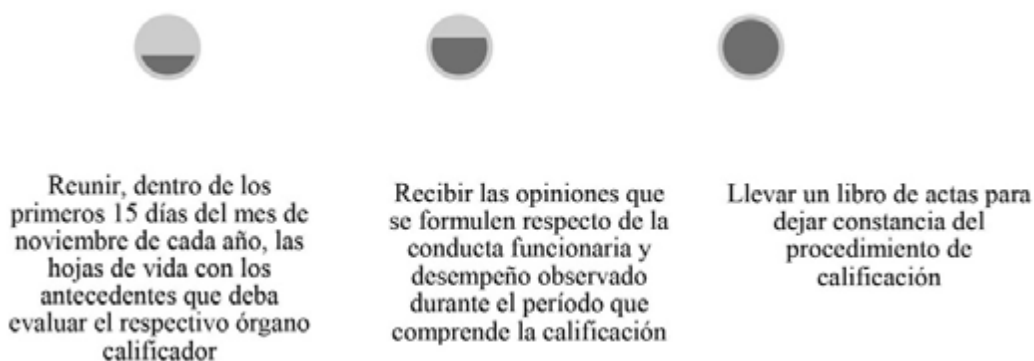 Reunir, dentro de los
primeros 15 días del mes de
noviembre de cada año, las
hojas de vida con los
antecedentes que deba
evaluar el respectivo órgano
calificador
Recibir las opiniones que
se formulen respecto de la
conducta funcionaria y
desempeño observado
durante el período que
comprende la calificación
Llevar un libro de actas para
dejar constancia del
procedimiento de
calificación